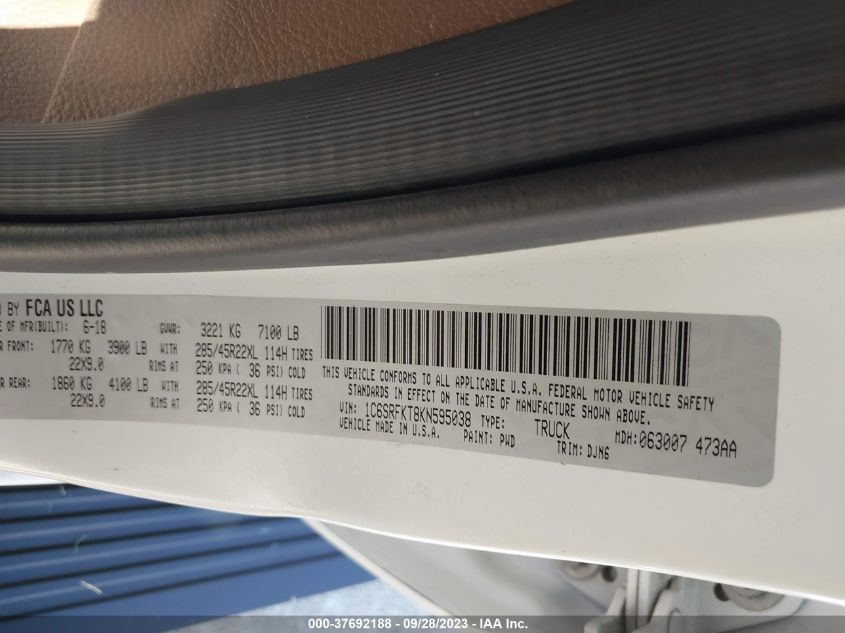 BY FCA US LLC
E OF MFR(BUILT): 6-18 GVWR: 3221 KG 7100 LB
R FRONT: 1770 KG 3900 LB WITH 285/45R22XL 114H TIRES
22X9.0 RIMS AT 250 KPA ( 36 PSI) COLD
R REAR: 1860 KG 4100 LB WITH 285/45R22XL 114H TIRES
22X9.0 RIMS AT 250 KPA ( 36 PSI) COLD
THIS VEHICLE CONFORMS TO ALL APPLICABLE U.S.A. FEDERAL MOTOR VEHICLE SAFETY
STANDARDS IN EFFECT ON THE DATE OF MANUFACTURE SHOWN ABOVE.
VIN: 1C6SRFKT8KN595038 TYPE: TRUCK MDH:063007 473AA
VEHICLE MADE IN U.S.A. PAINT: PWD TRIM: DJN6
000-37692188 - 09/28/2023 - IAA Inc.